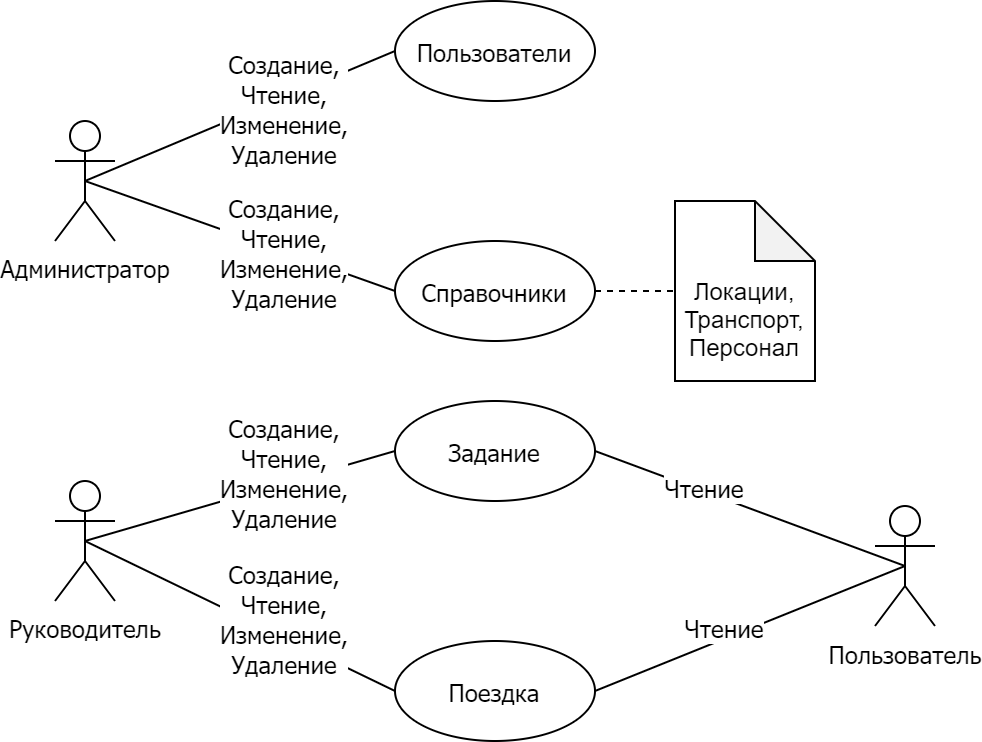 Пользователи
Создание,
Чтение,
Изменение,
Удаление
Администратор
Создание,
Чтение,
Изменение,
Удаление
Справочники
Локации,
Транспорт,
Персонал
Создание,
Чтение,
Изменение,
Удаление
Задание
Чтение
Руководитель
Создание,
Чтение,
Изменение,
Удаление
Поездка
Чтение
Пользователь